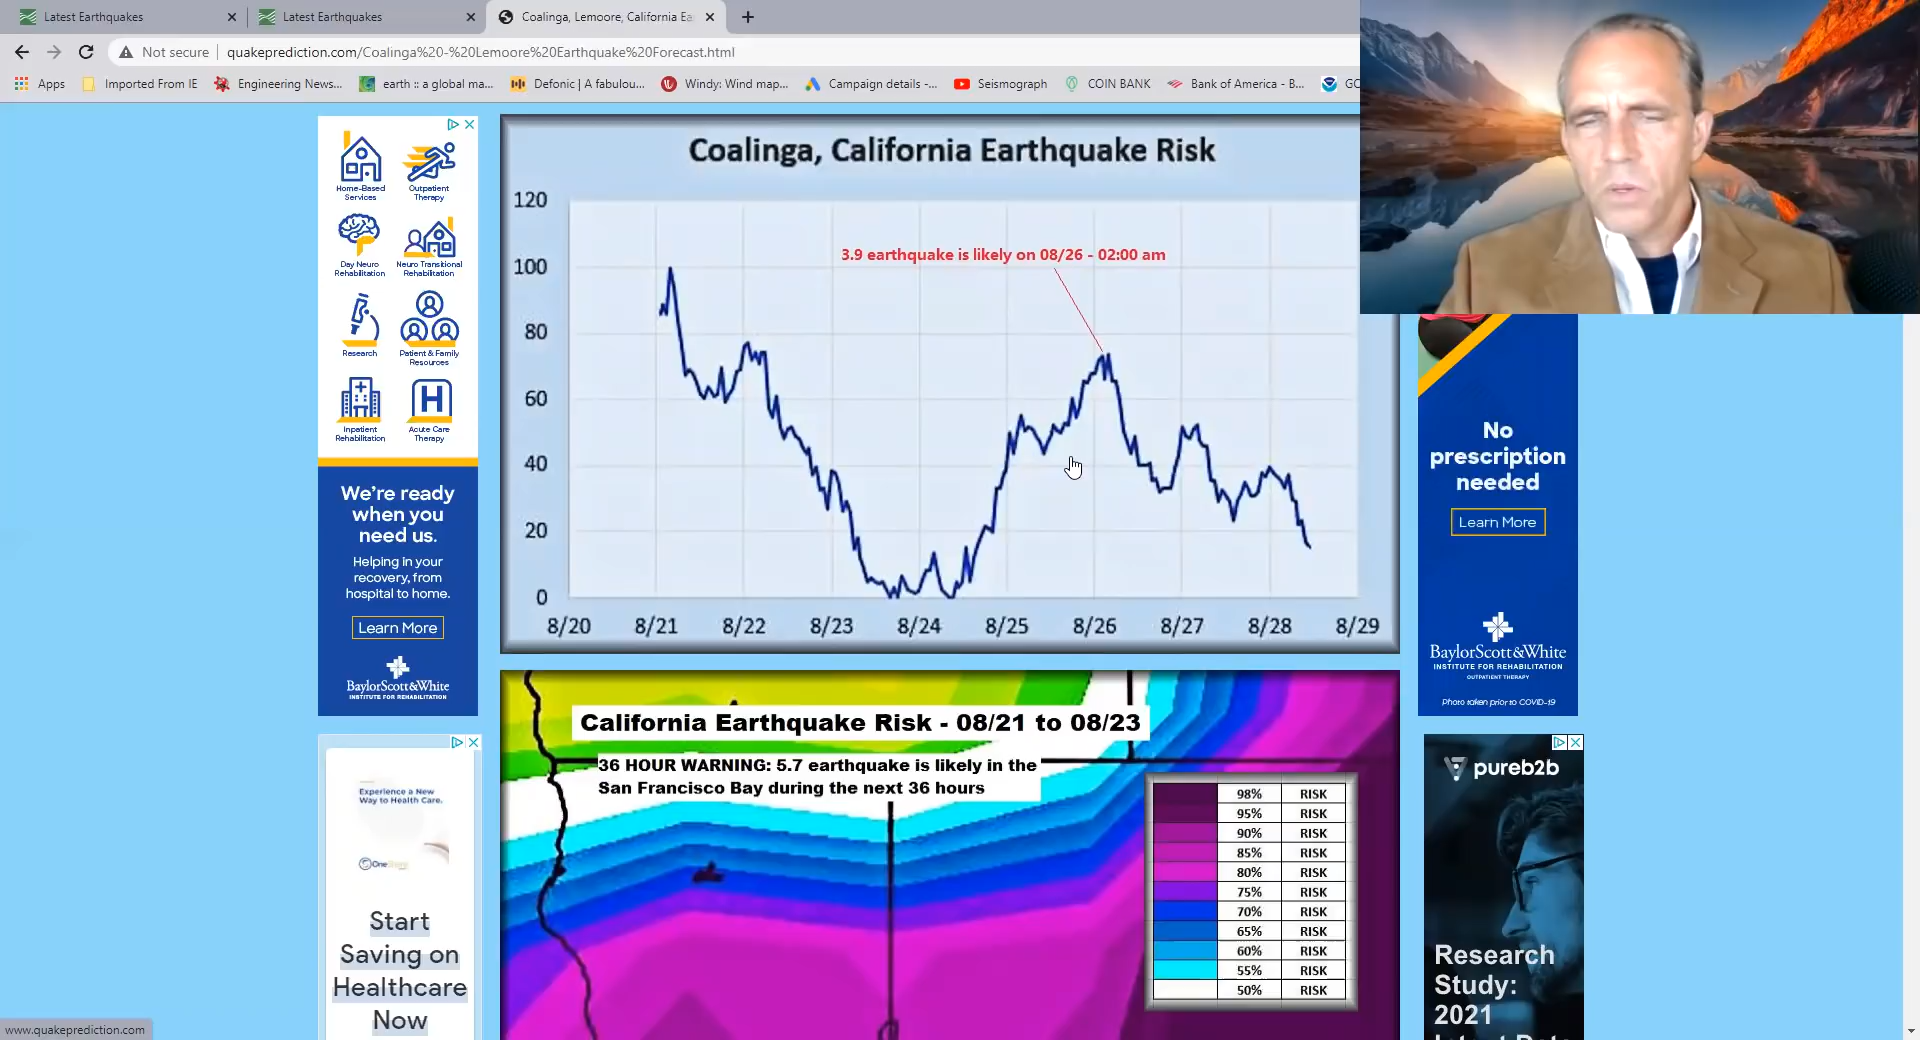 Latest Earthquakes
Latest Earthquakes
Coalinga, Lemoore, California Ea
Not secure
quakeprediction.com/Coalinga%20-%20Lemoore%20Earthquake%20Forecast.html
Apps
Imported From IE
Engineering News...
earth :: a global ma...
Defonic | A fabulou...
Windy: Wind map...
Campaign details -...
Seismograph
COIN BANK
Bank of America - B...
Home-Based
Services
Outpatient
Therapy
Day Neuro
Rehabilitation
Neuro Transitional
Rehabilitation
Research
Patient & Family
Resources
H
Inpatient
Rehabilitation
Acute Care
Therapy
We're ready
when you
need us.
Helping in your
recovery, from
hospital to home.
Learn More
BaylorScott&White
INSTITUTE FOR REHABILITATION
Experience a New
Way to Health Care.
Start
Saving on
Healthcare
Now
www.quakeprediction.com
Coalinga, California Earthquake Risk
120
100
80
60
40
20
0
3.9 earthquake is likely on 08/26 - 02:00 am
8/20 8/21 8/22 8/23 8/24 8/25 8/26 8/27 8/28 8/29
California Earthquake Risk - 08/21 to 08/23
36 HOUR WARNING: 5.7 earthquake is likely in the
San Francisco Bay during the next 36 hours
98% RISK
95% RISK
90% RISK
85% RISK
80% RISK
75% RISK
70% RISK
65% RISK
60% RISK
55% RISK
50% RISK
No
prescription
needed
Learn More
BaylorScott&White
INSTITUTE FOR REHABILITATION
OUTPATIENT THERAPY
Photo taken prior to COVID-19
pureb2b
Research
Study:
2021